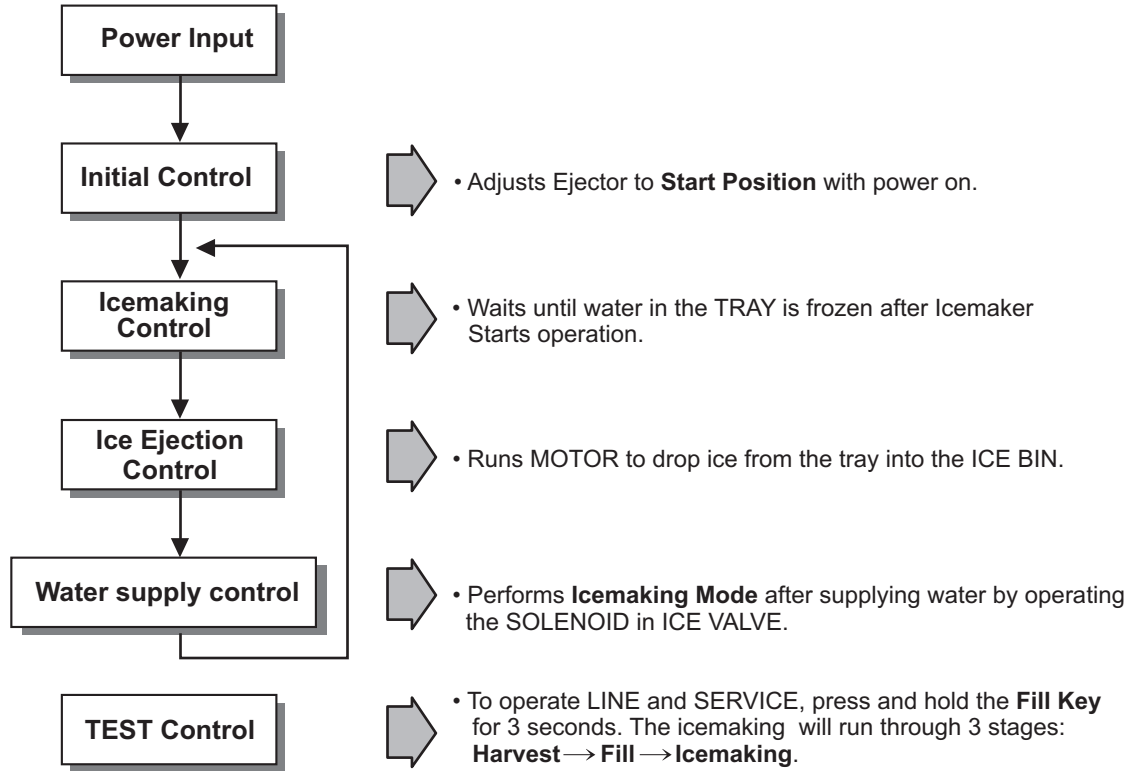 Power Input
Initial Control
• Adjusts Ejector to Start Position with power on.
Icemaking
Control
• Waits until water in the TRAY is frozen after Icemaker
Starts operation.
Ice Ejection
Control
• Runs MOTOR to drop ice from the tray into the ICE BIN.
Water supply control
• Performs Icemaking Mode after supplying water by operating
the SOLENOID in ICE VALVE.
TEST Control
• To operate LINE and SERVICE, press and hold the Fill Key
for 3 seconds. The icemaking will run through 3 stages:
Harvest → Fill → Icemaking.